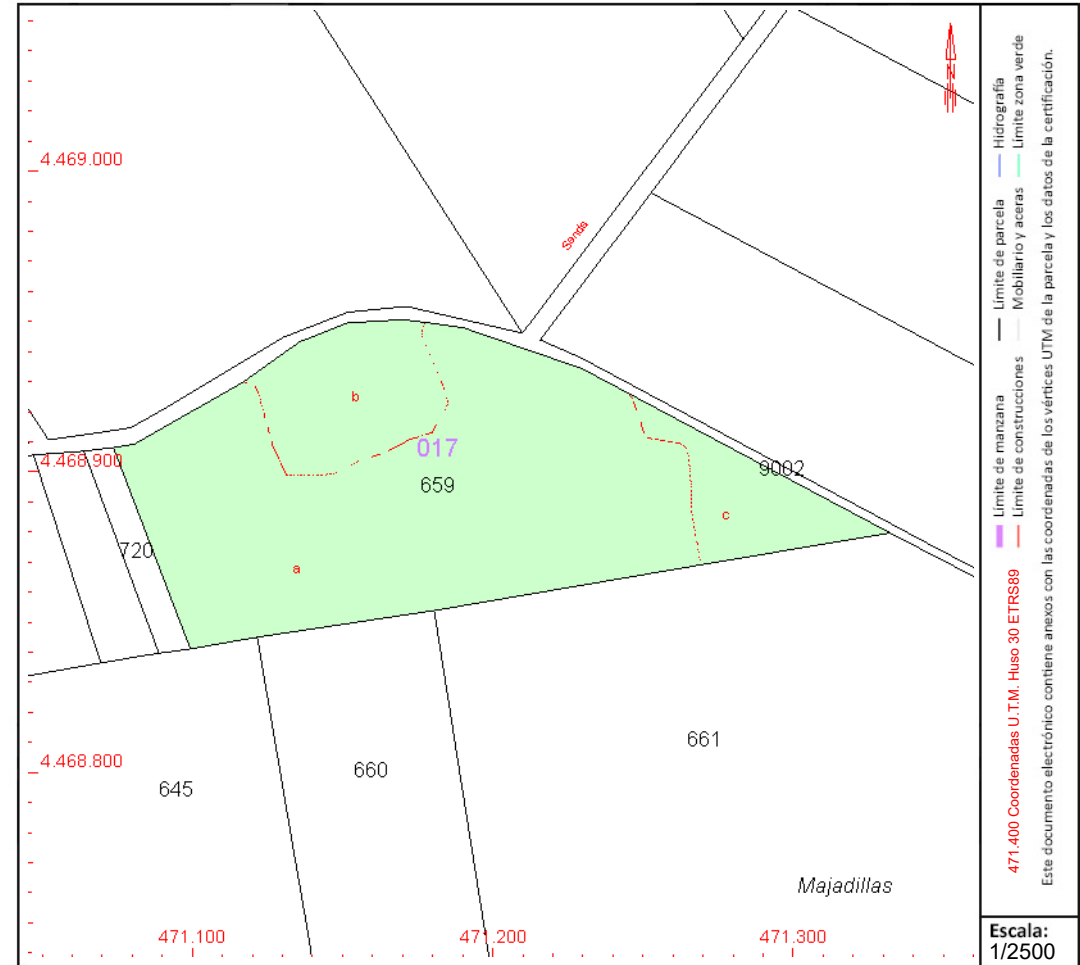 4.469.000
N
Senda
b
017
4.468.900
659
9002
c
720
a
661
4.468.800
660
645
Majadillas
471.100
471.200
471.300
Límite de manzana
Límite de parcela
Hidrografía
Límite de construcciones
Mobiliario y aceras
Límite zona verde
471.400 Coordenadas U.T.M. Huso 30 ETRS89
Este documento electrónico contiene anexos con las coordenadas de los vértices UTM de la parcela y los datos de la certificación.
Escala:
1/2500